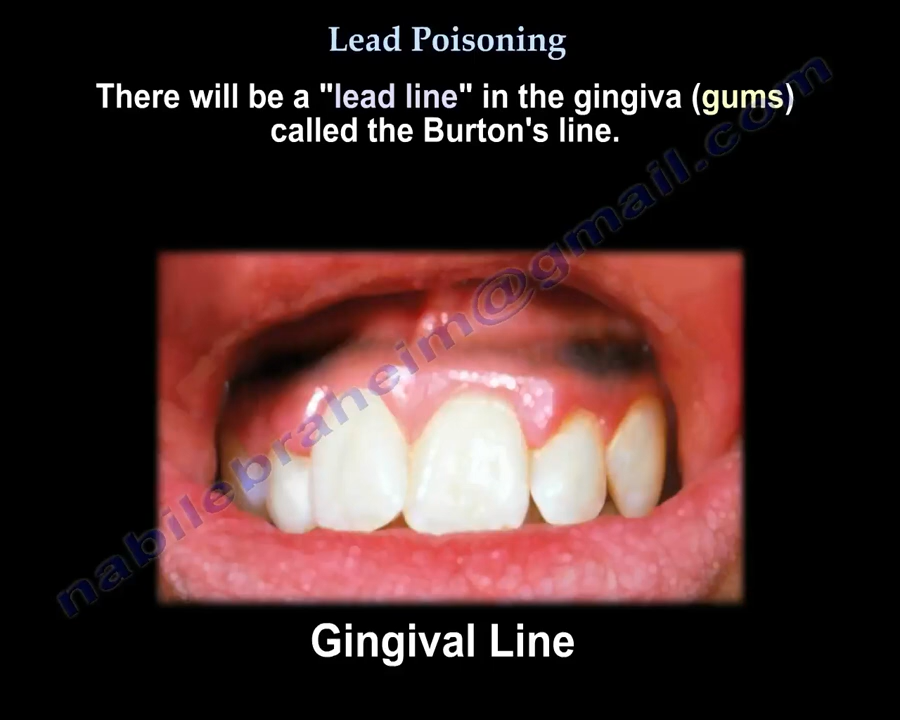 Lead Poisoning
There will be a "lead line" in the gingiva (gums)
called the Burton's line.
nabilebraheim@gmail.com
Gingival Line